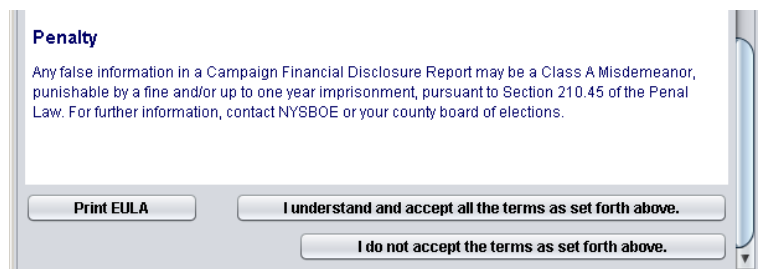 Penalty
Any false information in a Campaign Financial Disclosure Report may be a Class A Misdemeanor,
punishable by a fine and/or up to one year imprisonment, pursuant to Section 210.45 of the Penal
Law. For further information, contact NYSBOE or your county board of elections.
Print EULA
I understand and accept all the terms as set forth above.
I do not accept the terms as set forth above.